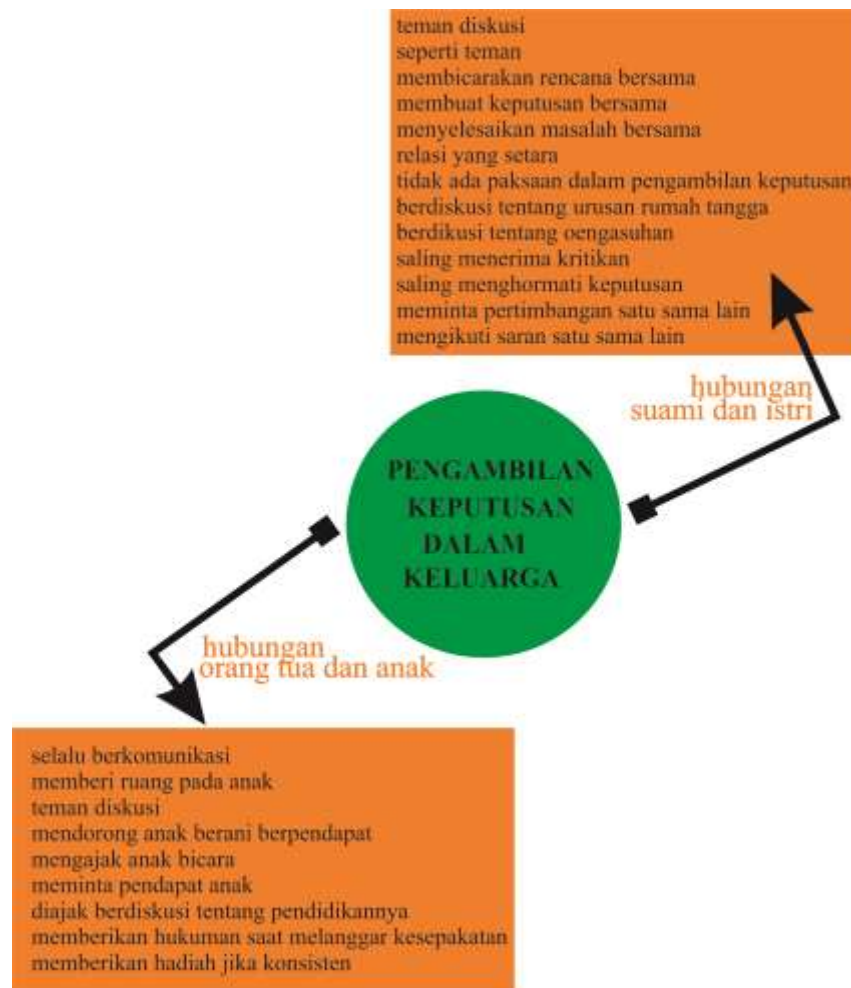 teman diskusi
seperti teman
membicarakan rencana bersama
membuat keputusan bersama
menyelesaikan masalah bersama
relasi yang setara
tidak ada paksaan dalam pengambilan keputusan
berdiskusi tentang urusan rumah tangga
berdikusi tentang oengasuhan
saling menerima kritikan
saling menghormati keputusan
meminta pertimbangan satu sama lain
mengikuti saran satu sama lain
hubungan
suami dan istri
PENGAMBILAN
KEPUTUSAN
DALAM
KELUARGA
hubungan
orang tua dan anak
selalu berkomunikasi
memberi ruang pada anak
teman diskusi
mendorong anak berani berpendapat
mengajak anak bicara
meminta pendapat anak
diajak berdiskusi tentang pendidikannya
memberikan hukuman saat melanggar kesepakatan
memberikan hadiah jika konsisten